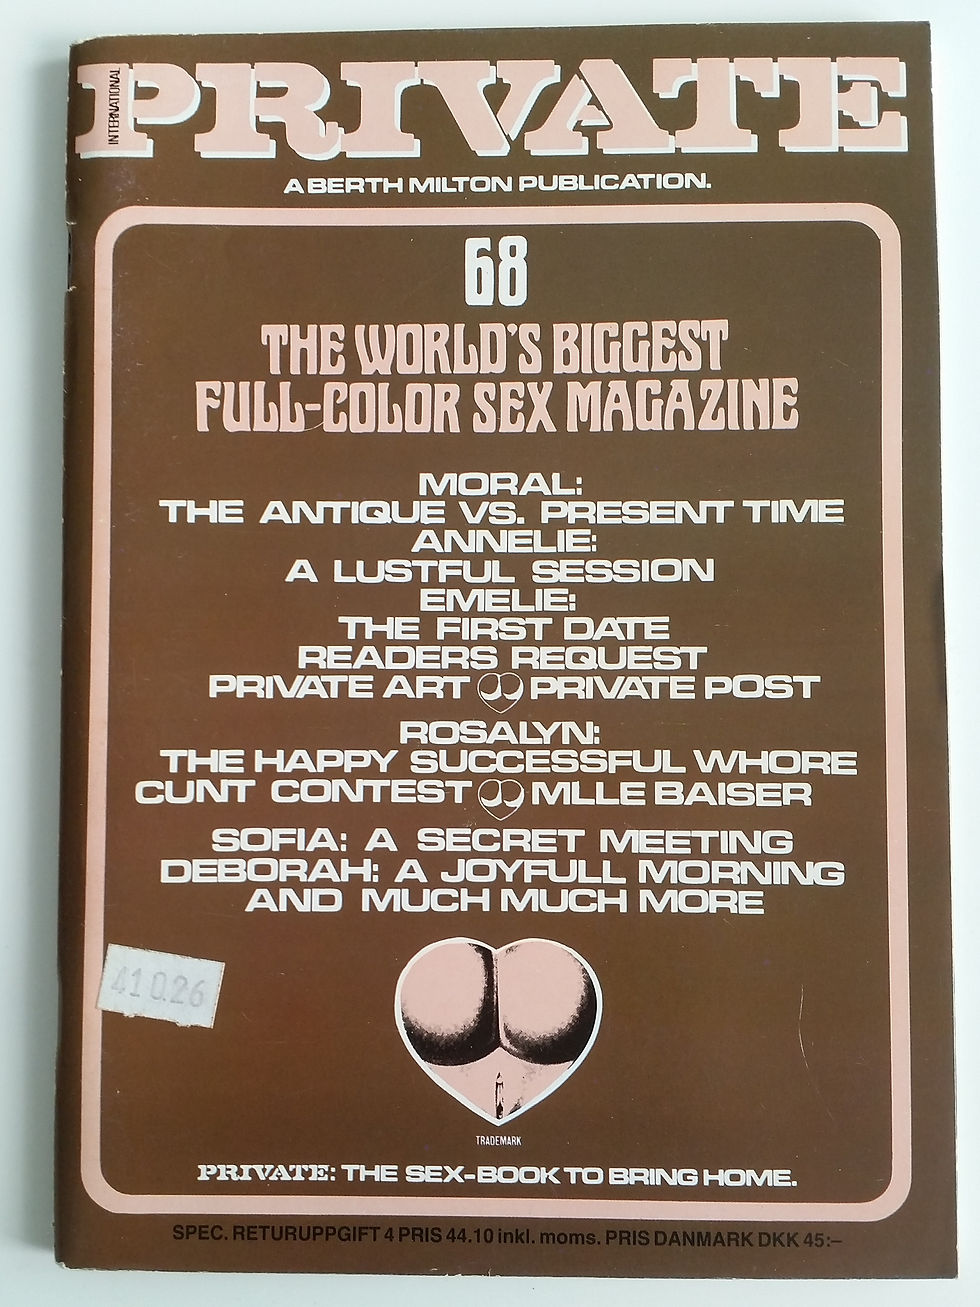 INTERNATIONAL
PRIVATE
A BERTH MILTON PUBLICATION.
68
THE WORLD'S BIGGEST
FULL-COLOR SEX MAGAZINE
MORAL:
THE ANTIQUE VS. PRESENT TIME
ANNELIE:
A LUSTFUL SESSION
EMELIE:
THE FIRST DATE
READERS REQUEST
PRIVATE ART PRIVATE POST
ROSALYN:
THE HAPPY SUCCESSFUL WHORE
CUNT CONTEST MLLE BAISER
SOFIA: A SECRET MEETING
DEBORAH: A JOYFULL MORNING
AND MUCH MUCH MORE
41026
TRADEMARK
PRIVATE: THE SEX-BOOK TO BRING HOME.
SPEC. RETURUPPGIFT 4 PRIS 44.10 inkl. moms. PRIS DANMARK DKK 45:-